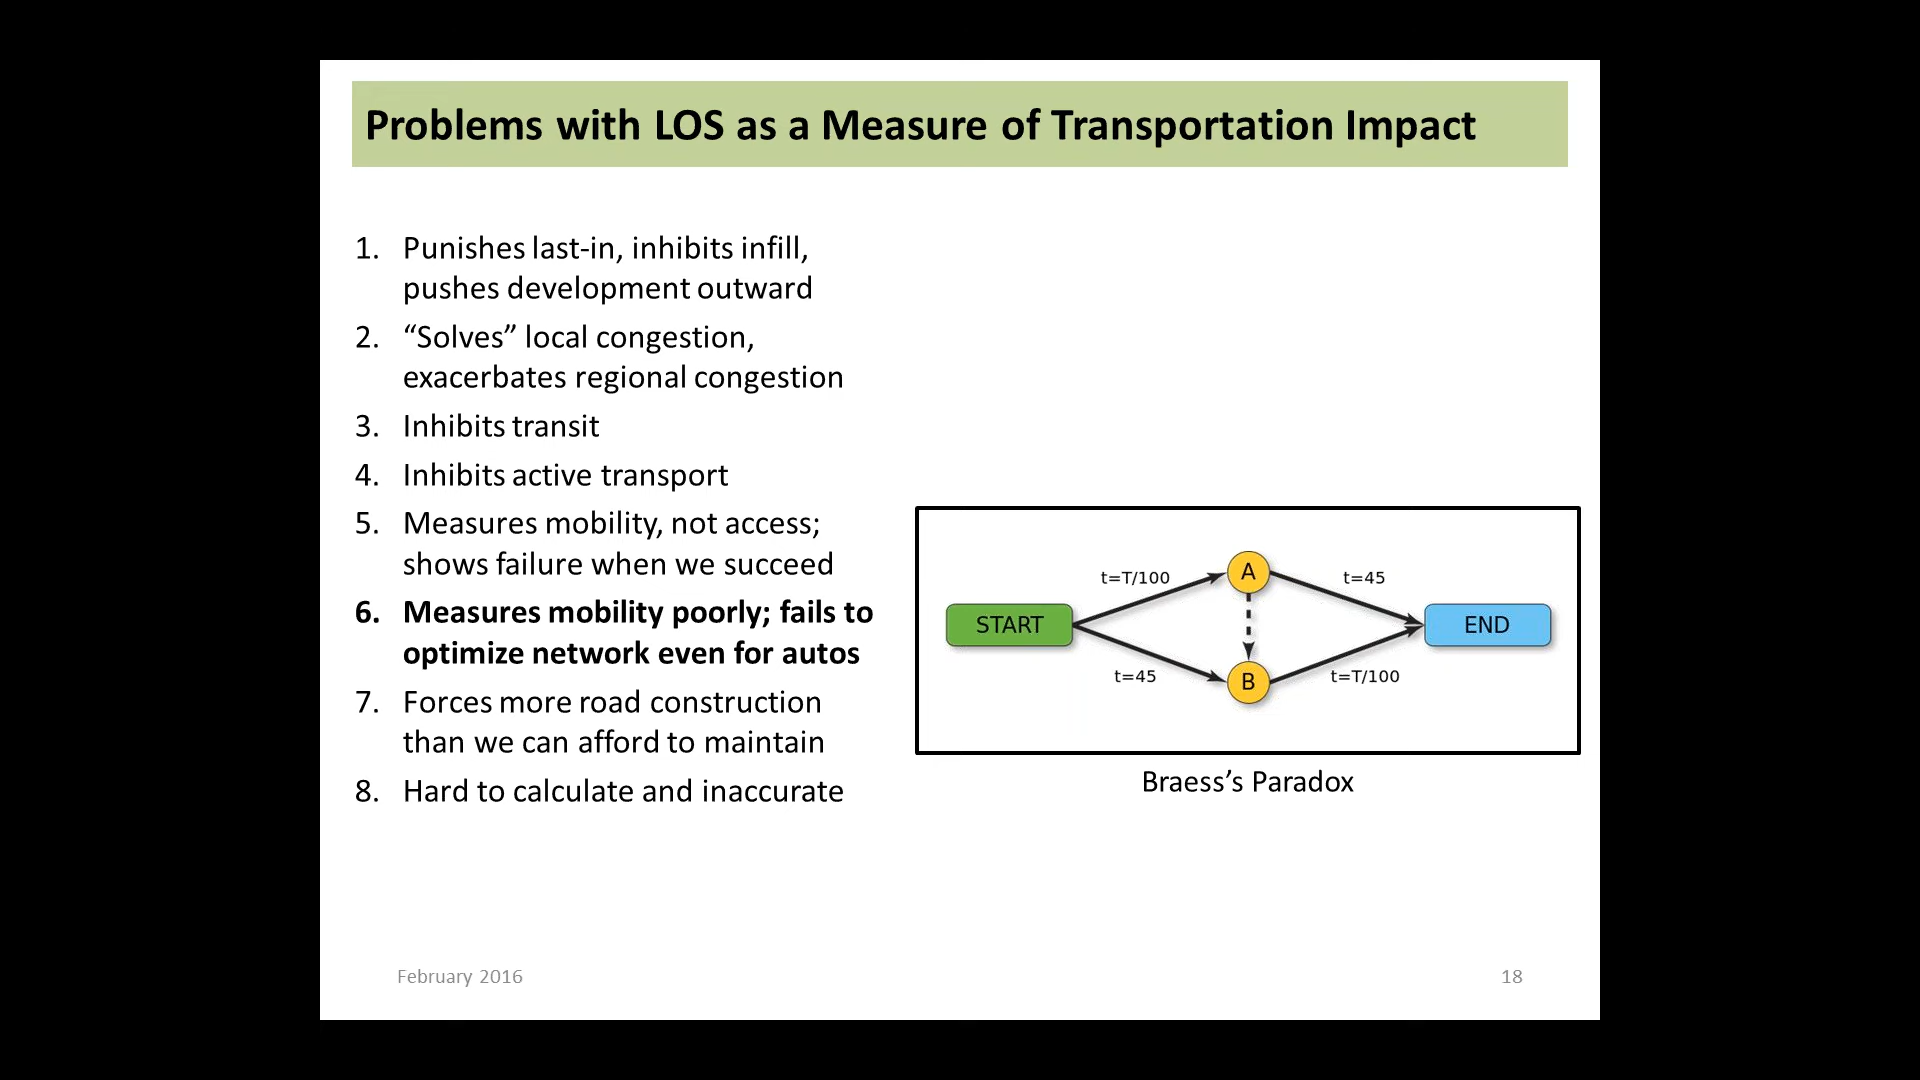 Problems with LOS as a Measure of Transportation Impact
1. Punishes last-in, inhibits infill,
pushes development outward
2. “Solves” local congestion,
exacerbates regional congestion
3. Inhibits transit
4. Inhibits active transport
5. Measures mobility, not access;
shows failure when we succeed
6. Measures mobility poorly; fails to
optimize network even for autos
7. Forces more road construction
than we can afford to maintain
8. Hard to calculate and inaccurate
t=T/100
A
t=45
START
END
t=45
B
t=T/100
Braess’s Paradox
February 2016
18